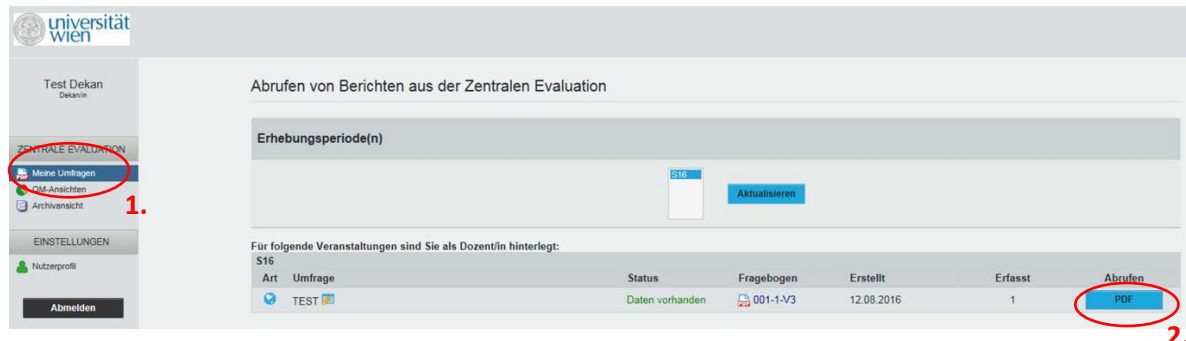 universität
wien
Test Dekan
Dekan/in
ZENTRALE EVALUATION
Meine Umfragen
QM-Ansichten
Archivansicht
1.
EINSTELLUNGEN
Nutzerprofil
Abmelden
Abrufen von Berichten aus der Zentralen Evaluation
Erhebungsperiode(n)
S16
Aktualisieren
Für folgende Veranstaltungen sind Sie als Dozent/in hinterlegt:
S16
Art Umfrage Status Fragebogen Erstellt Erfasst Abrufen
TEST Daten vorhanden 001-1-V3 12.08.2016 1 PDF
2.